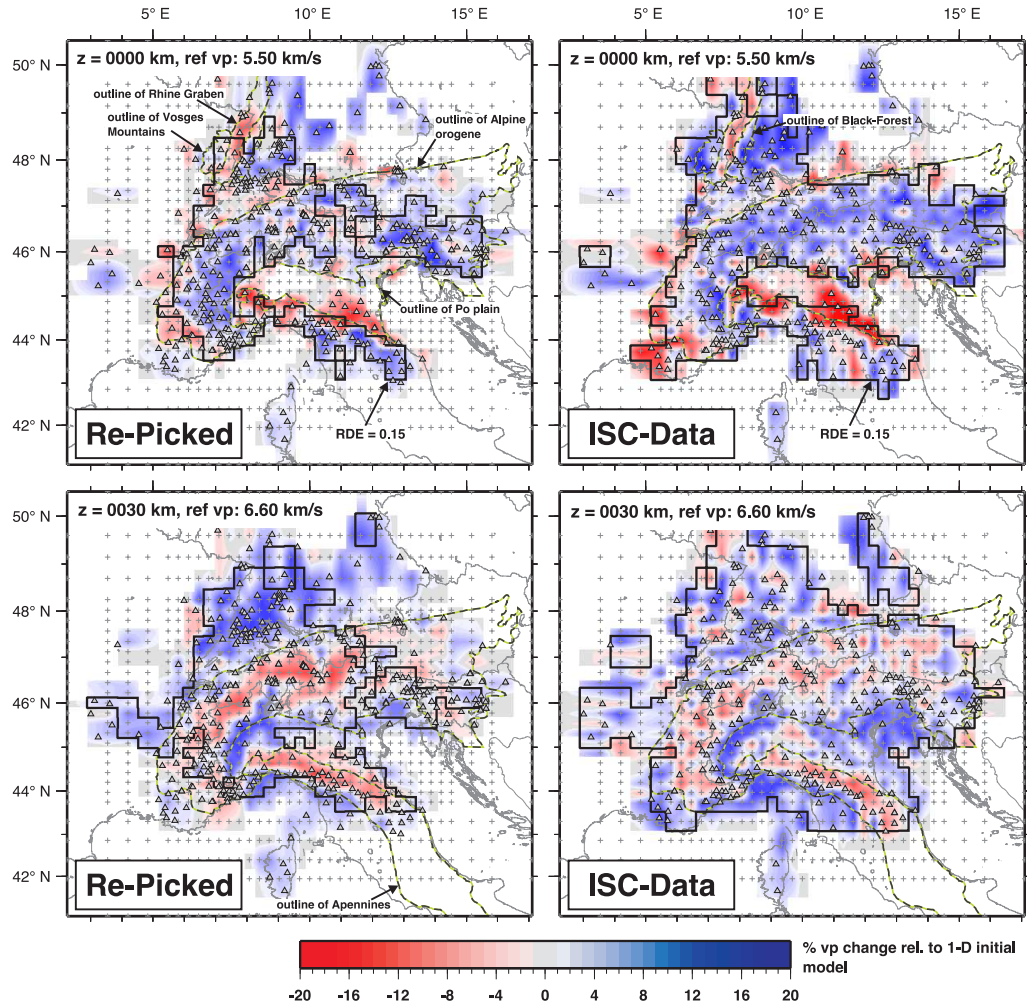 5° E 10° E 15° E 5° E 10° E 15° E
50° N
48° N
46° N
44° N
42° N
z = 0000 km, ref vp: 5.50 km/s
outline of Rhine Graben
outline of Vosges
Mountains
outline of Alpine
orogene
outline of Po plain
RDE = 0.15
Re-Picked
z = 0000 km, ref vp: 5.50 km/s
outline of Black-Forest
RDE = 0.15
ISC-Data
50° N
48° N
46° N
44° N
42° N
z = 0030 km, ref vp: 6.60 km/s
outline of Apennines
Re-Picked
z = 0030 km, ref vp: 6.60 km/s
ISC-Data
% vp change rel. to 1-D initial
model
-20 -16 -12 -8 -4 0 4 8 12 16 20